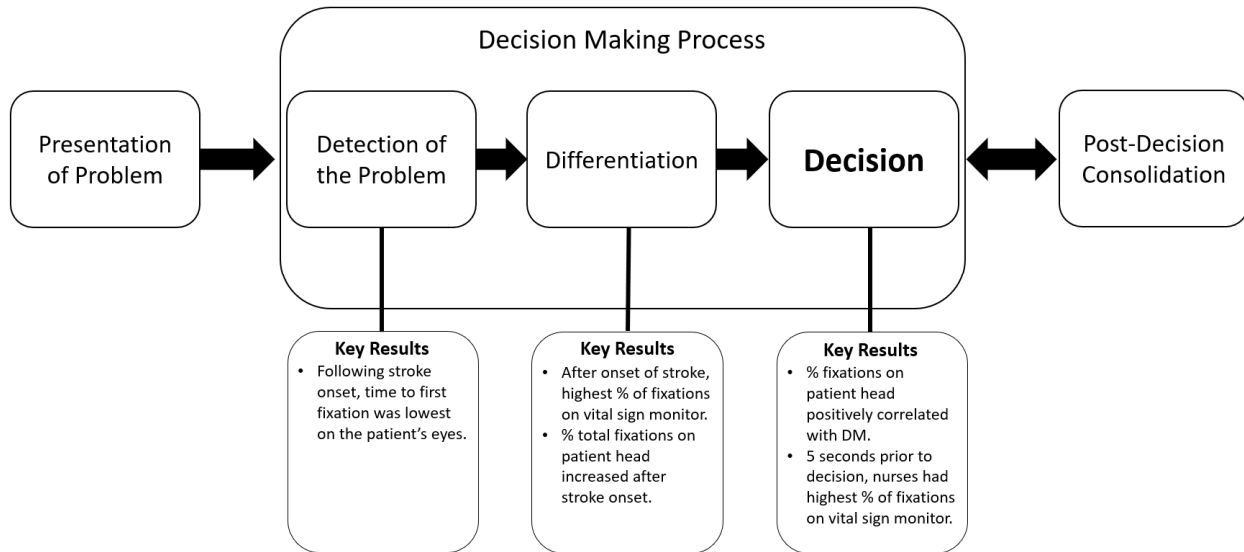 Decision Making Process
Presentation
of Problem
Detection of
the Problem
Differentiation
Decision
Post-Decision
Consolidation
Key Results
• Following stroke
onset, time to first
fixation was lowest
on the patient’s eyes.
Key Results
• After onset of stroke,
highest % of fixations
on vital sign monitor.
• % total fixations on
patient head
increased after
stroke onset.
Key Results
• % fixations on
patient head
positively correlated
with DM.
• 5 seconds prior to
decision, nurses had
highest % of fixations
on vital sign monitor.